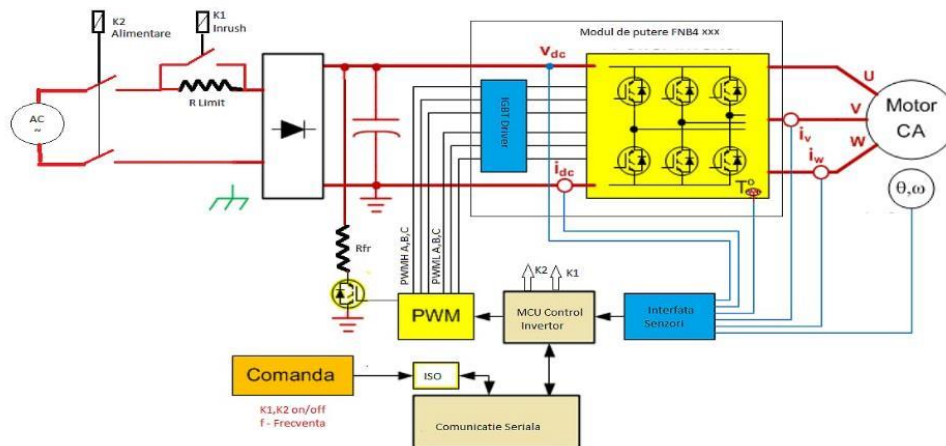 K2
Alimentare
K1
Inrush
R Limit
AC
~
Modul de putere FNB4 xxx
Vdc
IGBT Driver
idc
T°
U
V
W
iv
iw
Motor
CA
θ,ω
Rfr
PWMH A,B,C
PWML A,B,C
K2
K1
PWM
MCU Control
Invertor
Interfata
Senzori
Comanda
ISO
K1,K2 on/off
f - Frecventa
Comunicatie Seriala